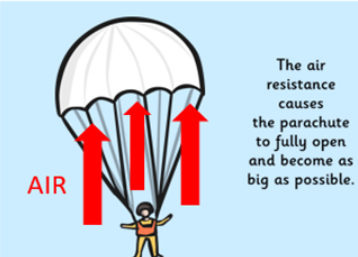 The air
resistance
causes
the parachute
to fully open
and become as
big as possible.
AIR